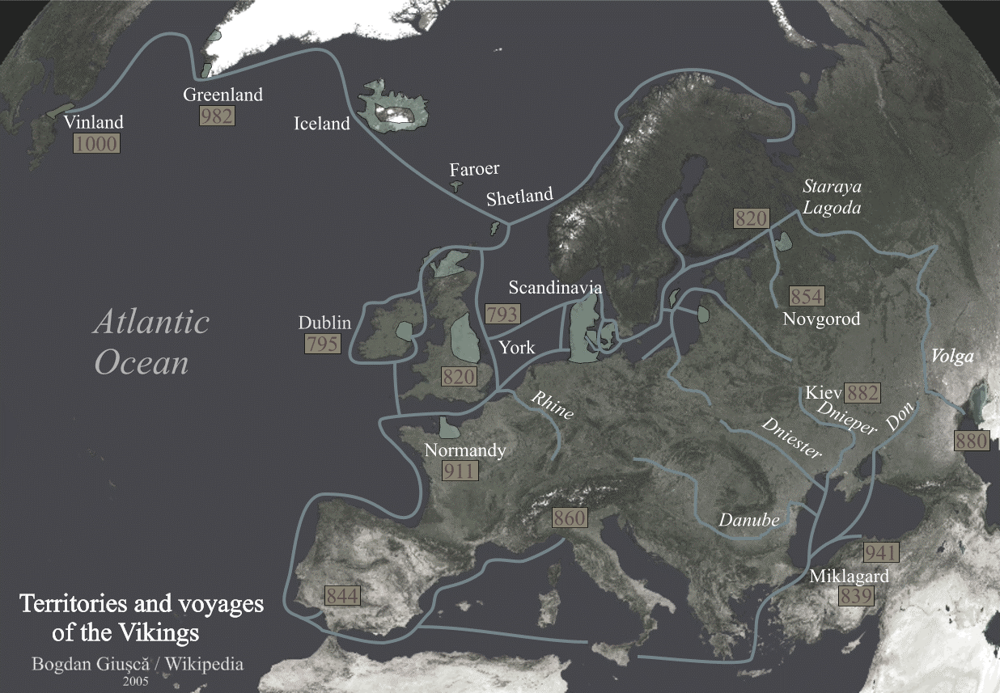 Greenland
982
Vinland
1000
Iceland
Faroer
Shetland
Staraya
Lagoda
820
Scandinavia
854
Novgorod
793
Dublin
795
York
Atlantic
Ocean
Volga
820
Kiev 882
Rhine
Dnieper
Don
Dniester
880
Normandy
911
860
Danube
941
Miklagard
839
844
Territories and voyages
of the Vikings
Bogdan Giuşcă / Wikipedia
2005